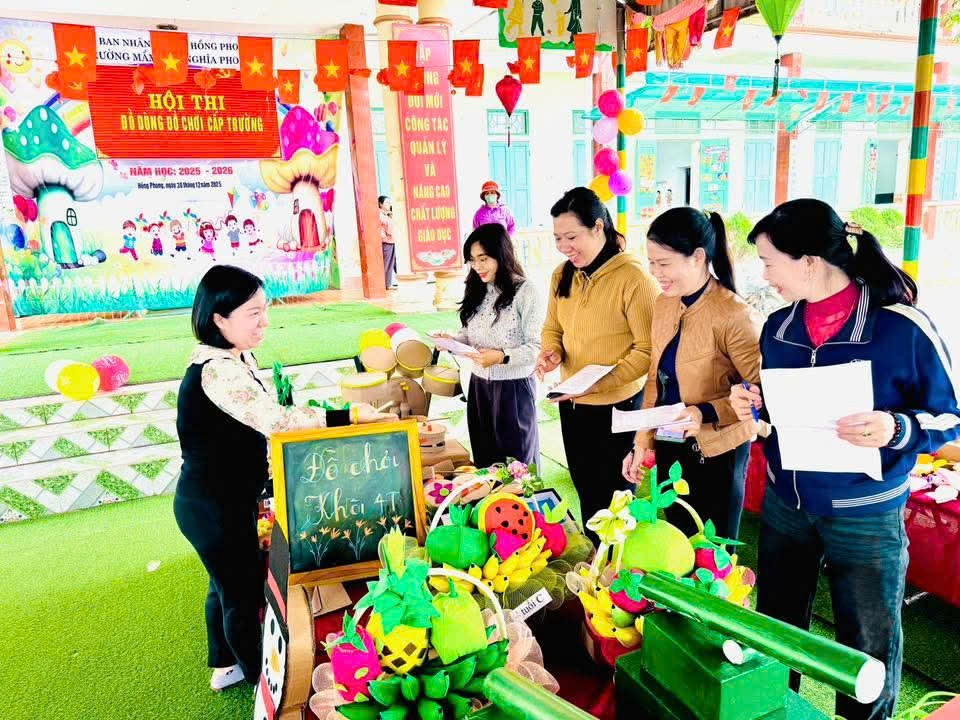 BAN NHÂN HỒNG PHO
ƯỜNG MẦM NGHĨA PHO
HỘI THI
ĐỒ DÙNG ĐỒ CHƠI CẤP TRƯỜNG
NĂM HỌC: 2025 - 2026
Hồng Phong, ngày 30 tháng 12 năm 2025
ĐỔI MỚI
CÔNG TÁC
QUẢN LÝ
VÀ
NÂNG CAO
CHẤT LƯỢNG
GIÁO DỤC
Đồ chơi
Khối 4T
tuổi C